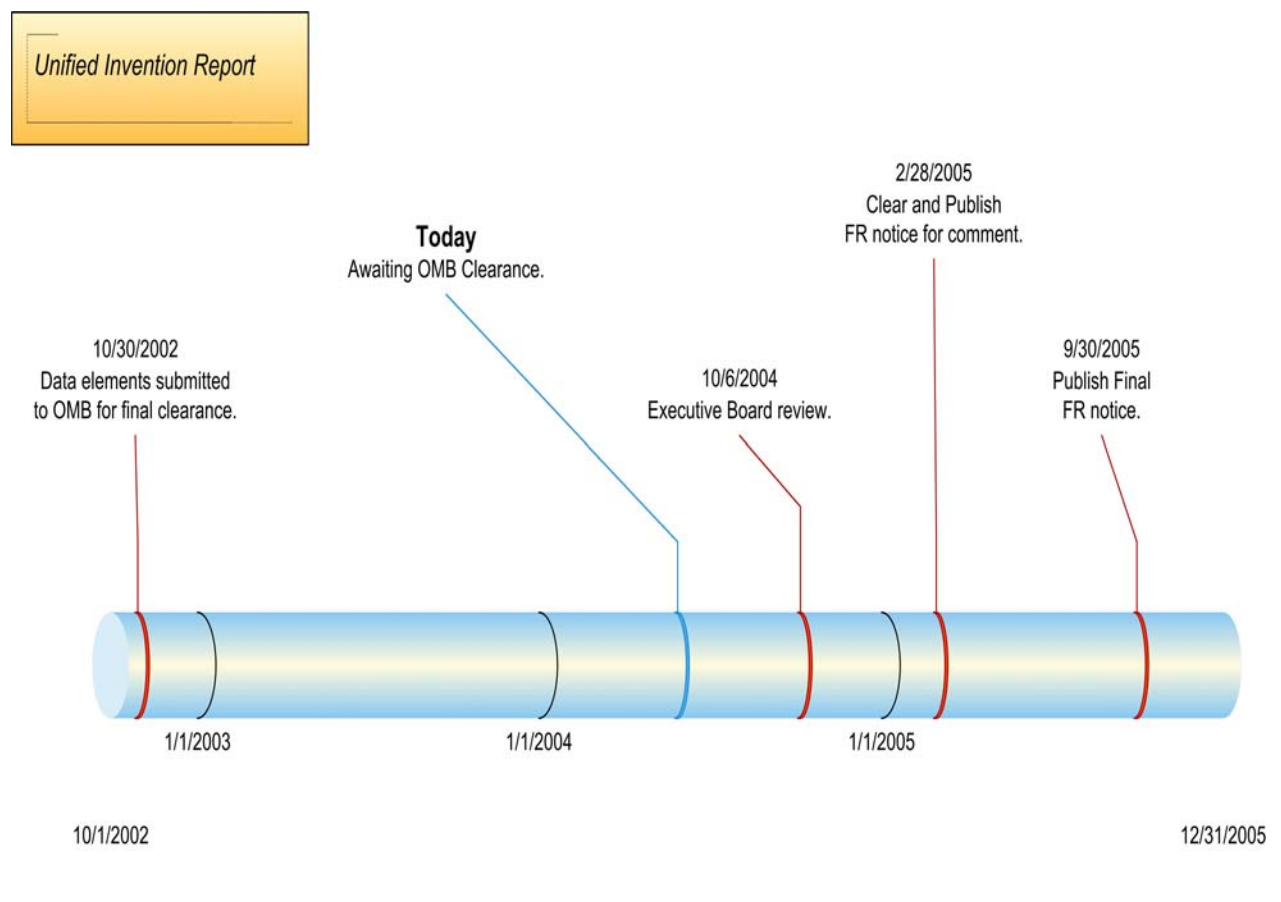 Unified Invention Report
2/28/2005
Clear and Publish
FR notice for comment.
Today
Awaiting OMB Clearance.
10/30/2002
Data elements submitted
to OMB for final clearance.
10/6/2004
Executive Board review.
9/30/2005
Publish Final
FR notice.
1/1/2003
1/1/2004
1/1/2005
10/1/2002
12/31/2005